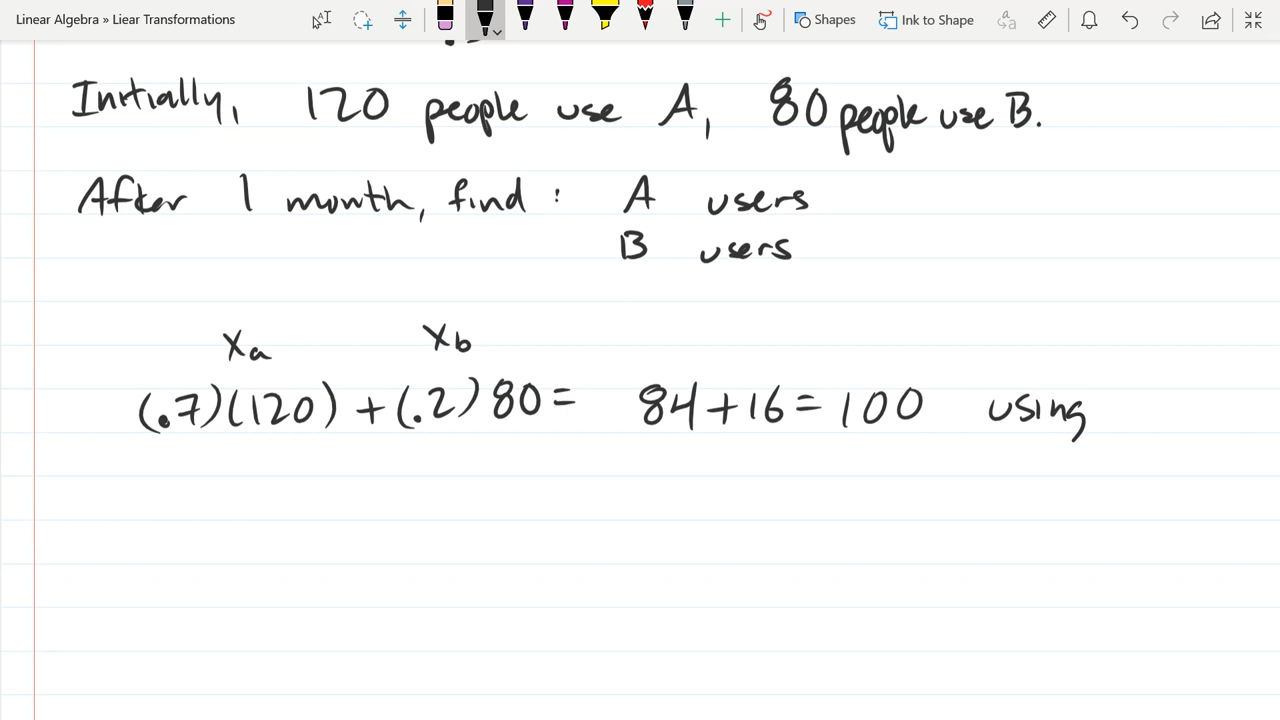 Linear Algebra » Liear Transformations
Shapes
Ink to Shape
Initially, 120 people use A, 80 people use B.
After 1 month, find : A users
B users
xa xb
(.7)(120) + (.2) 80 = 84 + 16 = 100 using